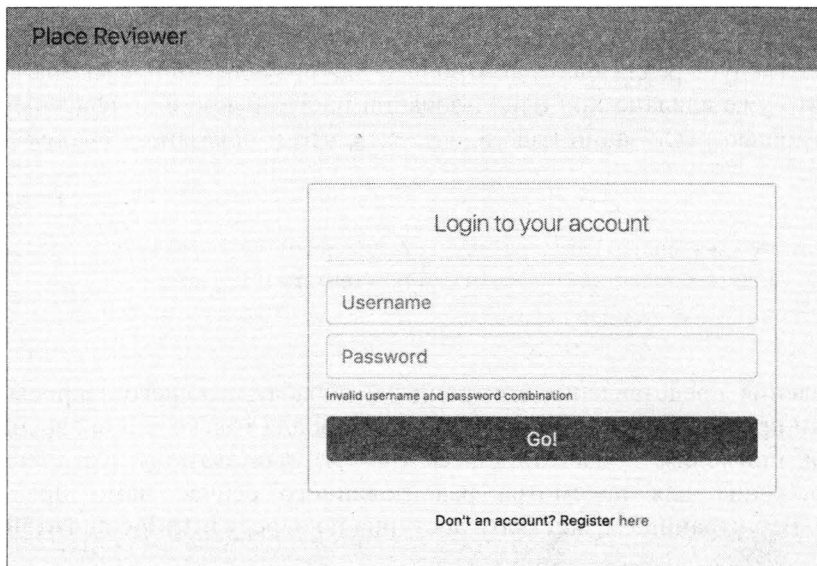 Place Reviewer
Login to your account
Username
Password
Invalid username and password combination
Go!
Don't an account? Register here